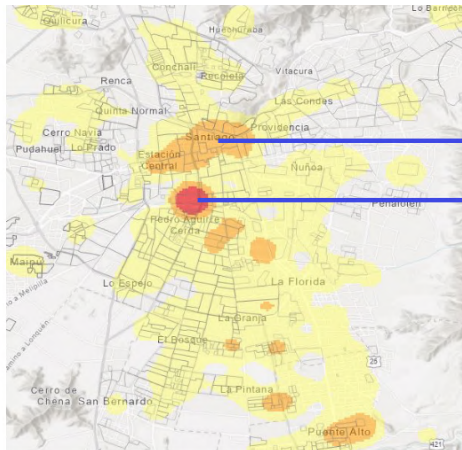 Quilicura
Huechuraba
Lo Barnechea
Conchalí
Renca
Recoleta
Vitacura
Quinta Normal
Las Condes
Cerro Navia
Santiago
Providencia
Pudahuel
Lo Prado
Estación
Central
Ñuñoa
Peñalolén
Pedro Aguirre
Cerda
Maipú
Lo Espejo
La Florida
La Granja
El Bosque
25
Cerro de
Chena
San Bernardo
La Pintana
Puente Alto
421